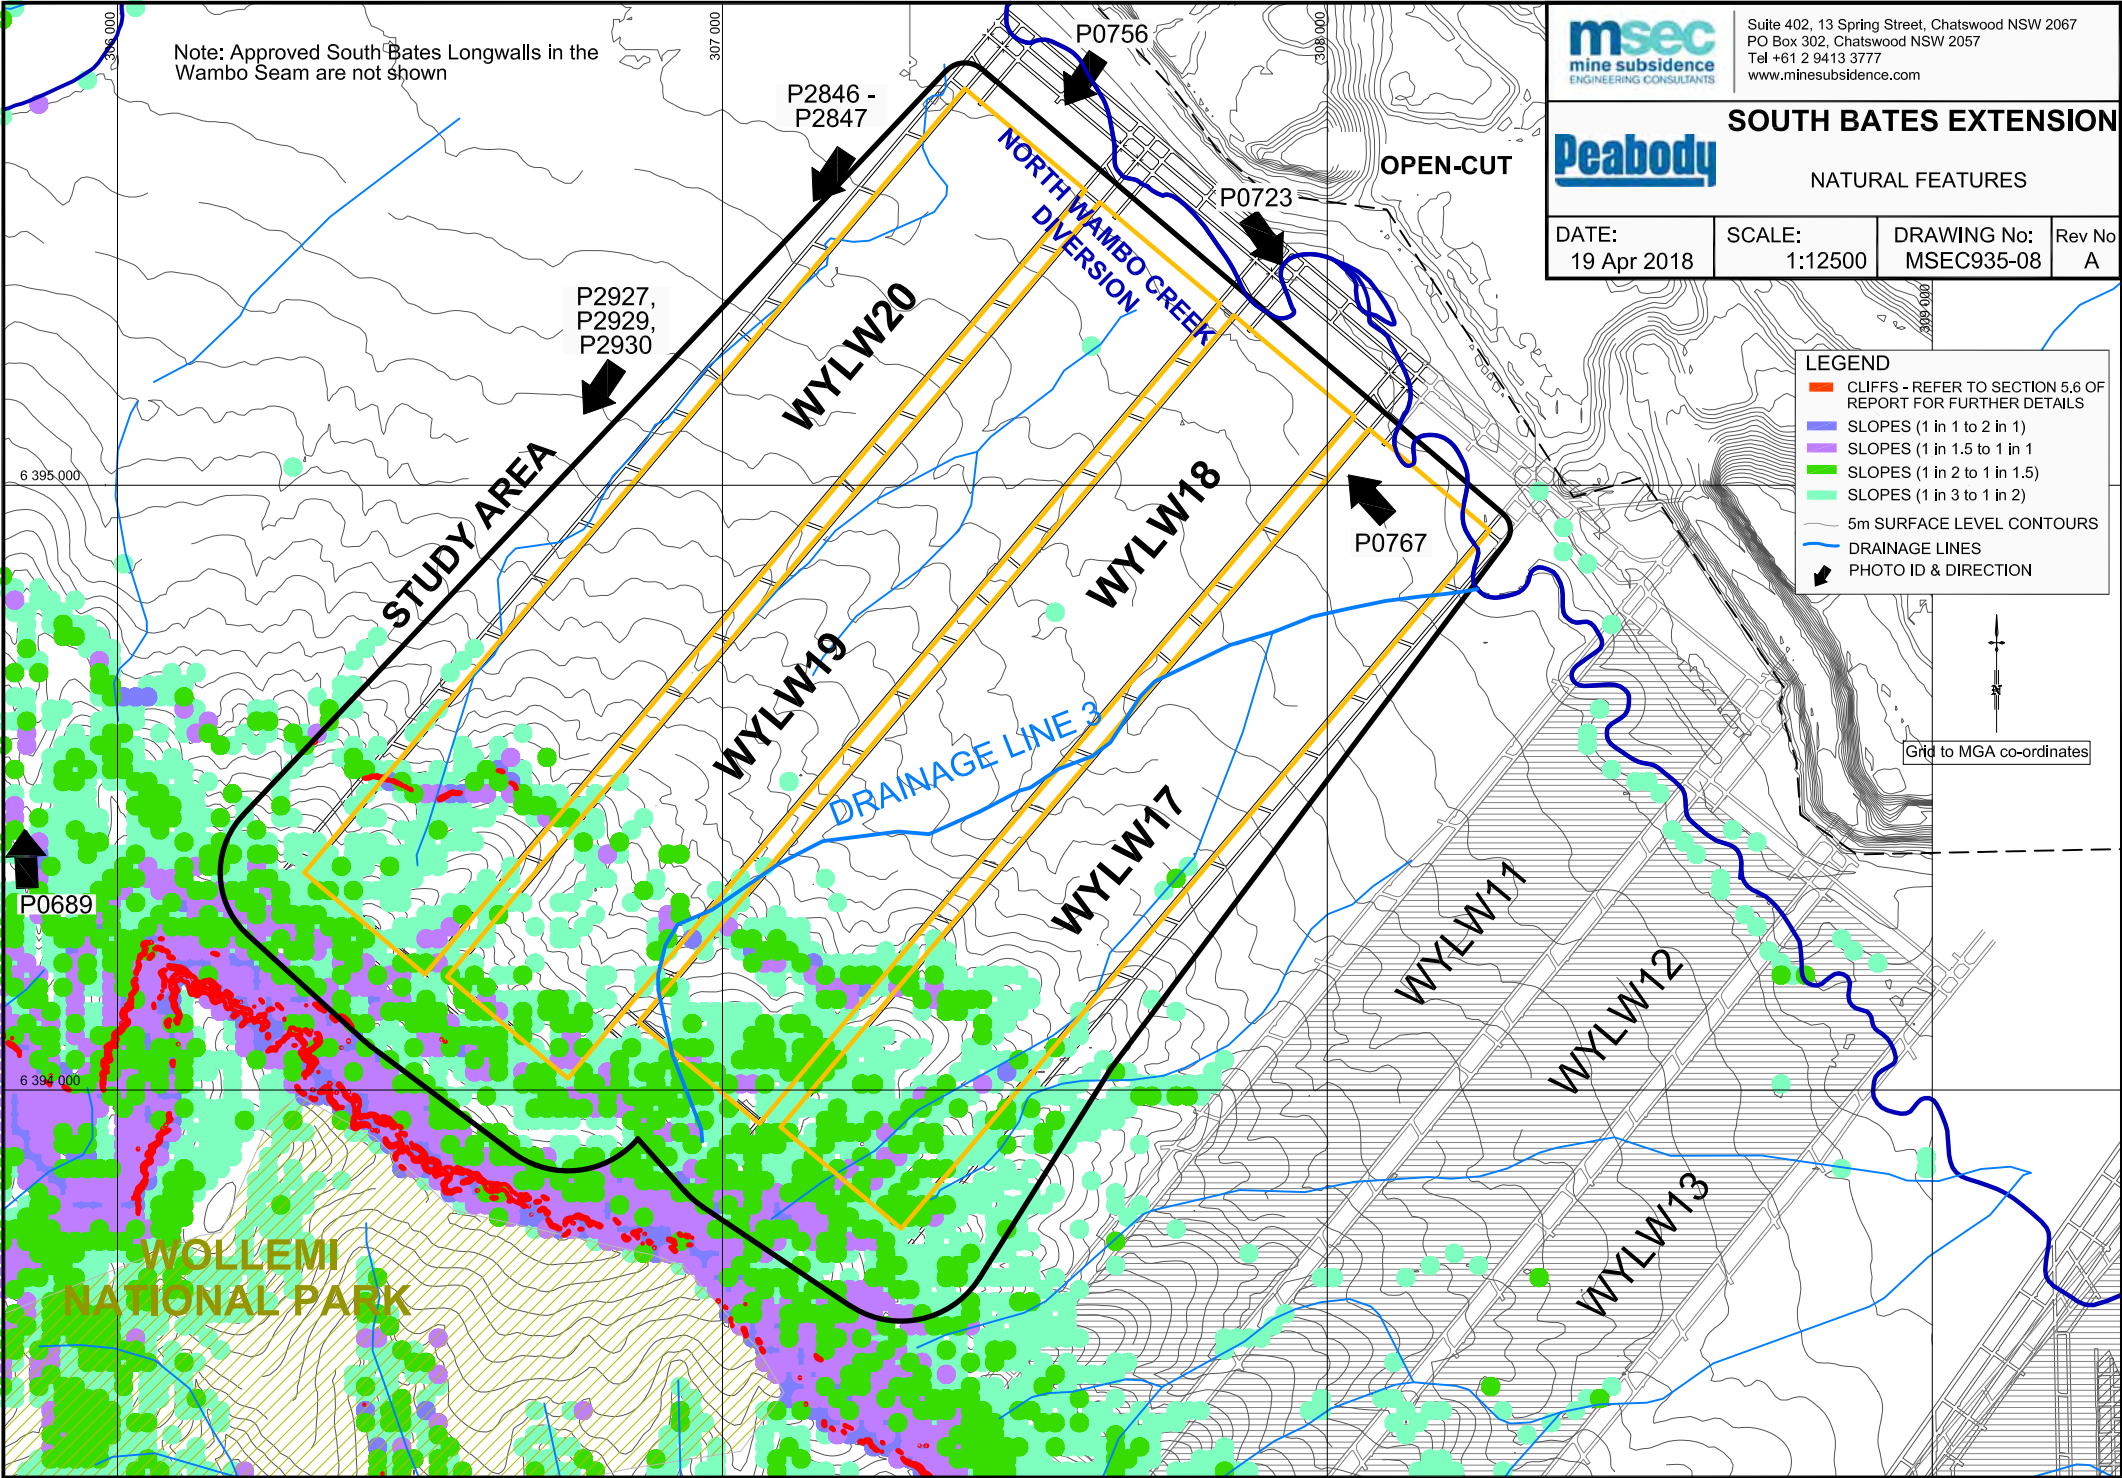 Note: Approved South Bates Longwalls in the
Wambo Seam are not shown
306 000
307 000
308 000
309 000
6 395 000
6 394 000
P0756
P2846 -
P2847
P0723
P2927,
P2929,
P2930
P0767
P0689
OPEN-CUT
NORTH WAMBO CREEK
DIVERSION
STUDY AREA
WYLW20
WYLW19
WYLW18
WYLW17
DRAINAGE LINE 3
WYLW11
WYLW12
WYLW13
WOLLEMI
NATIONAL PARK
msec
mine subsidence
ENGINEERING CONSULTANTS
Suite 402, 13 Spring Street, Chatswood NSW 2067
PO Box 302, Chatswood NSW 2057
Tel +61 2 9413 3777
www.minesubsidence.com
Peabody
SOUTH BATES EXTENSION
NATURAL FEATURES
DATE:
19 Apr 2018
SCALE:
1:12500
DRAWING No:
MSEC935-08
Rev No
A
LEGEND
CLIFFS - REFER TO SECTION 5.6 OF
REPORT FOR FURTHER DETAILS
SLOPES (1 in 1 to 2 in 1)
SLOPES (1 in 1.5 to 1 in 1
SLOPES (1 in 2 to 1 in 1.5)
SLOPES (1 in 3 to 1 in 2)
5m SURFACE LEVEL CONTOURS
DRAINAGE LINES
PHOTO ID & DIRECTION
N
Grid to MGA co-ordinates